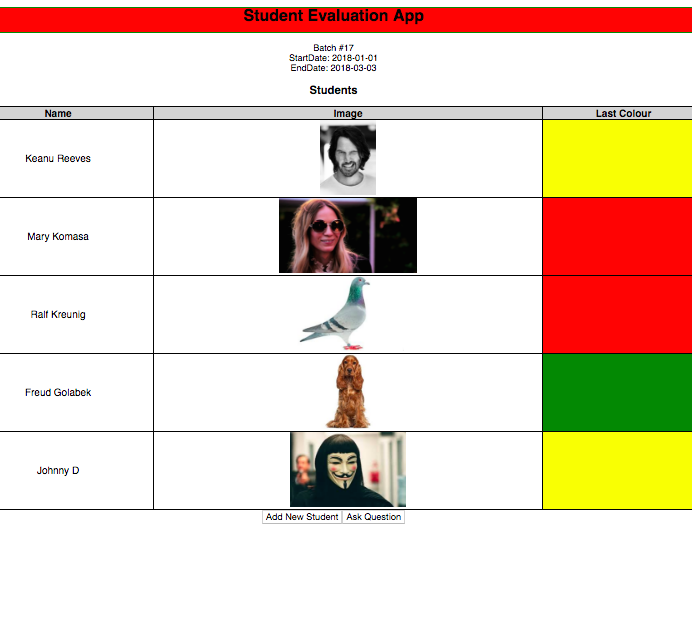 Student Evaluation App
Batch #17
StartDate: 2018-01-01
EndDate: 2018-03-03
Students
Name Image Last Colour
Keanu Reeves
Mary Komasa
Ralf Kreunig
Freud Golabek
Johnny D
Add New Student Ask Question